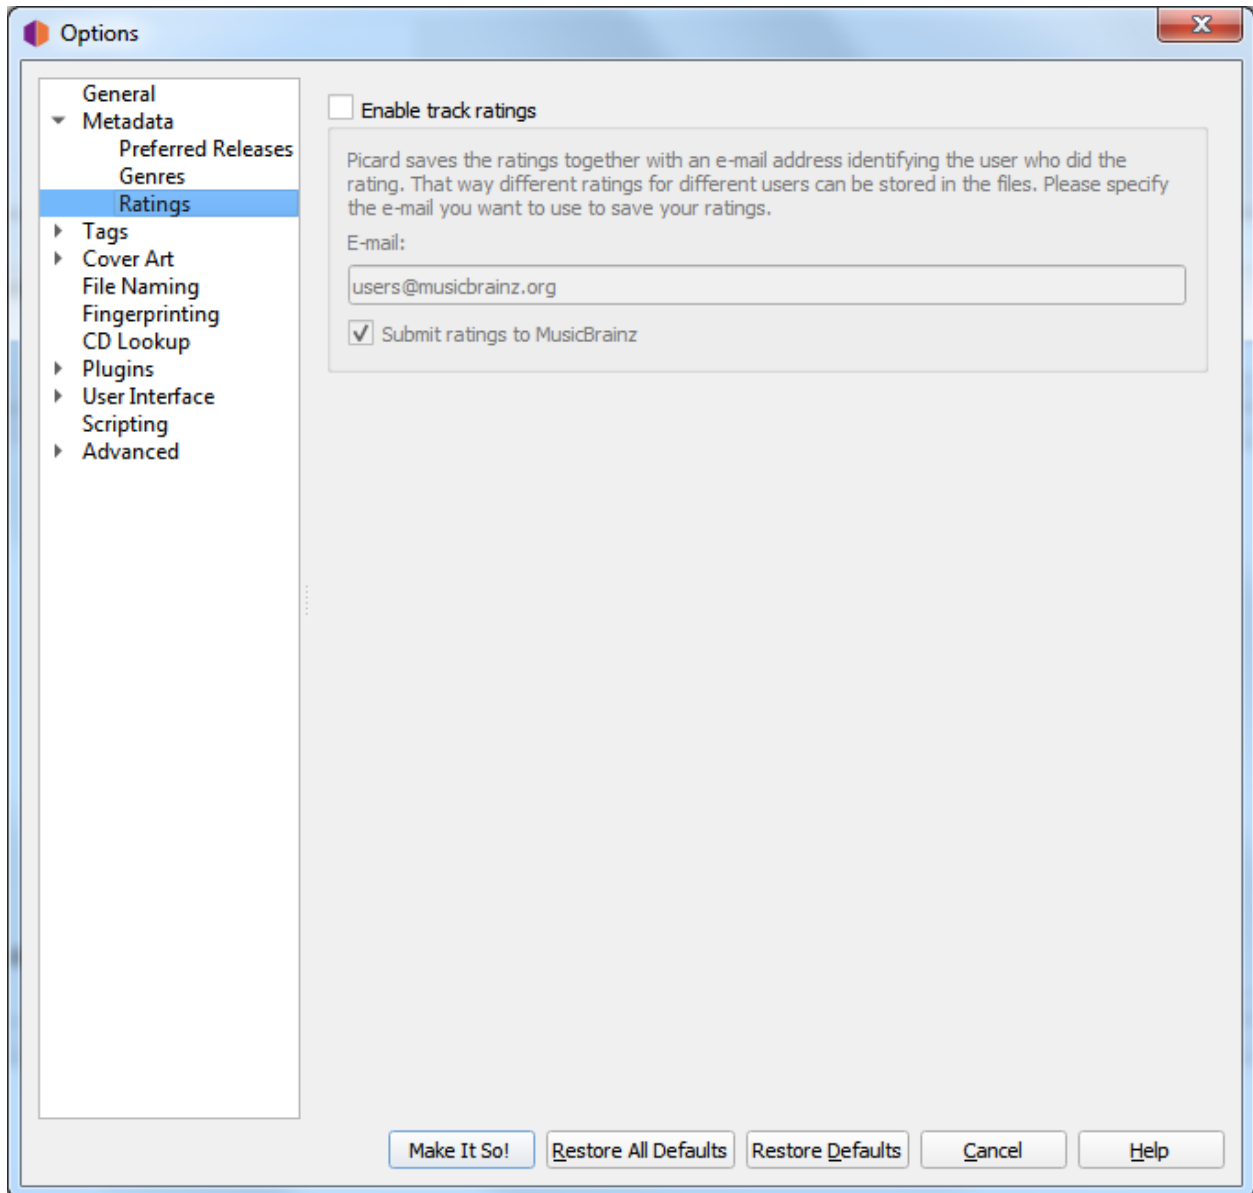 Options
General
Metadata
Preferred Releases
Genres
Ratings
Tags
Cover Art
File Naming
Fingerprinting
CD Lookup
Plugins
User Interface
Scripting
Advanced
Enable track ratings
Picard saves the ratings together with an e-mail address identifying the user who did the
rating. That way different ratings for different users can be stored in the files. Please specify
the e-mail you want to use to save your ratings.
E-mail:
users@musicbrainz.org
Submit ratings to MusicBrainz
Make It So!
Restore All Defaults
Restore Defaults
Cancel
Help